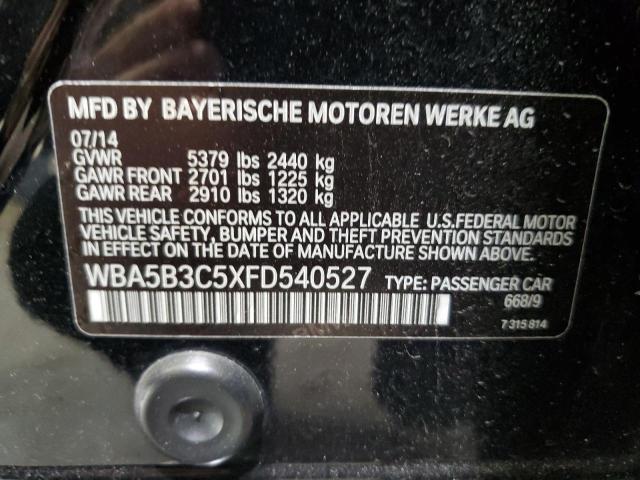 MFD BY BAYERISCHE MOTOREN WERKE AG
07/14
GVWR 5379 lbs 2440 kg
GAWR FRONT 2701 lbs 1225 kg
GAWR REAR 2910 lbs 1320 kg
THIS VEHICLE CONFORMS TO ALL APPLICABLE U.S.FEDERAL MOTOR
VEHICLE SAFETY, BUMPER AND THEFT PREVENTION STANDARDS
IN EFFECT ON THE DATE OF MANUFACTURE SHOWN ABOVE.
WBA5B3C5XFD540527 TYPE: PASSENGER CAR
668/9
7 315 814